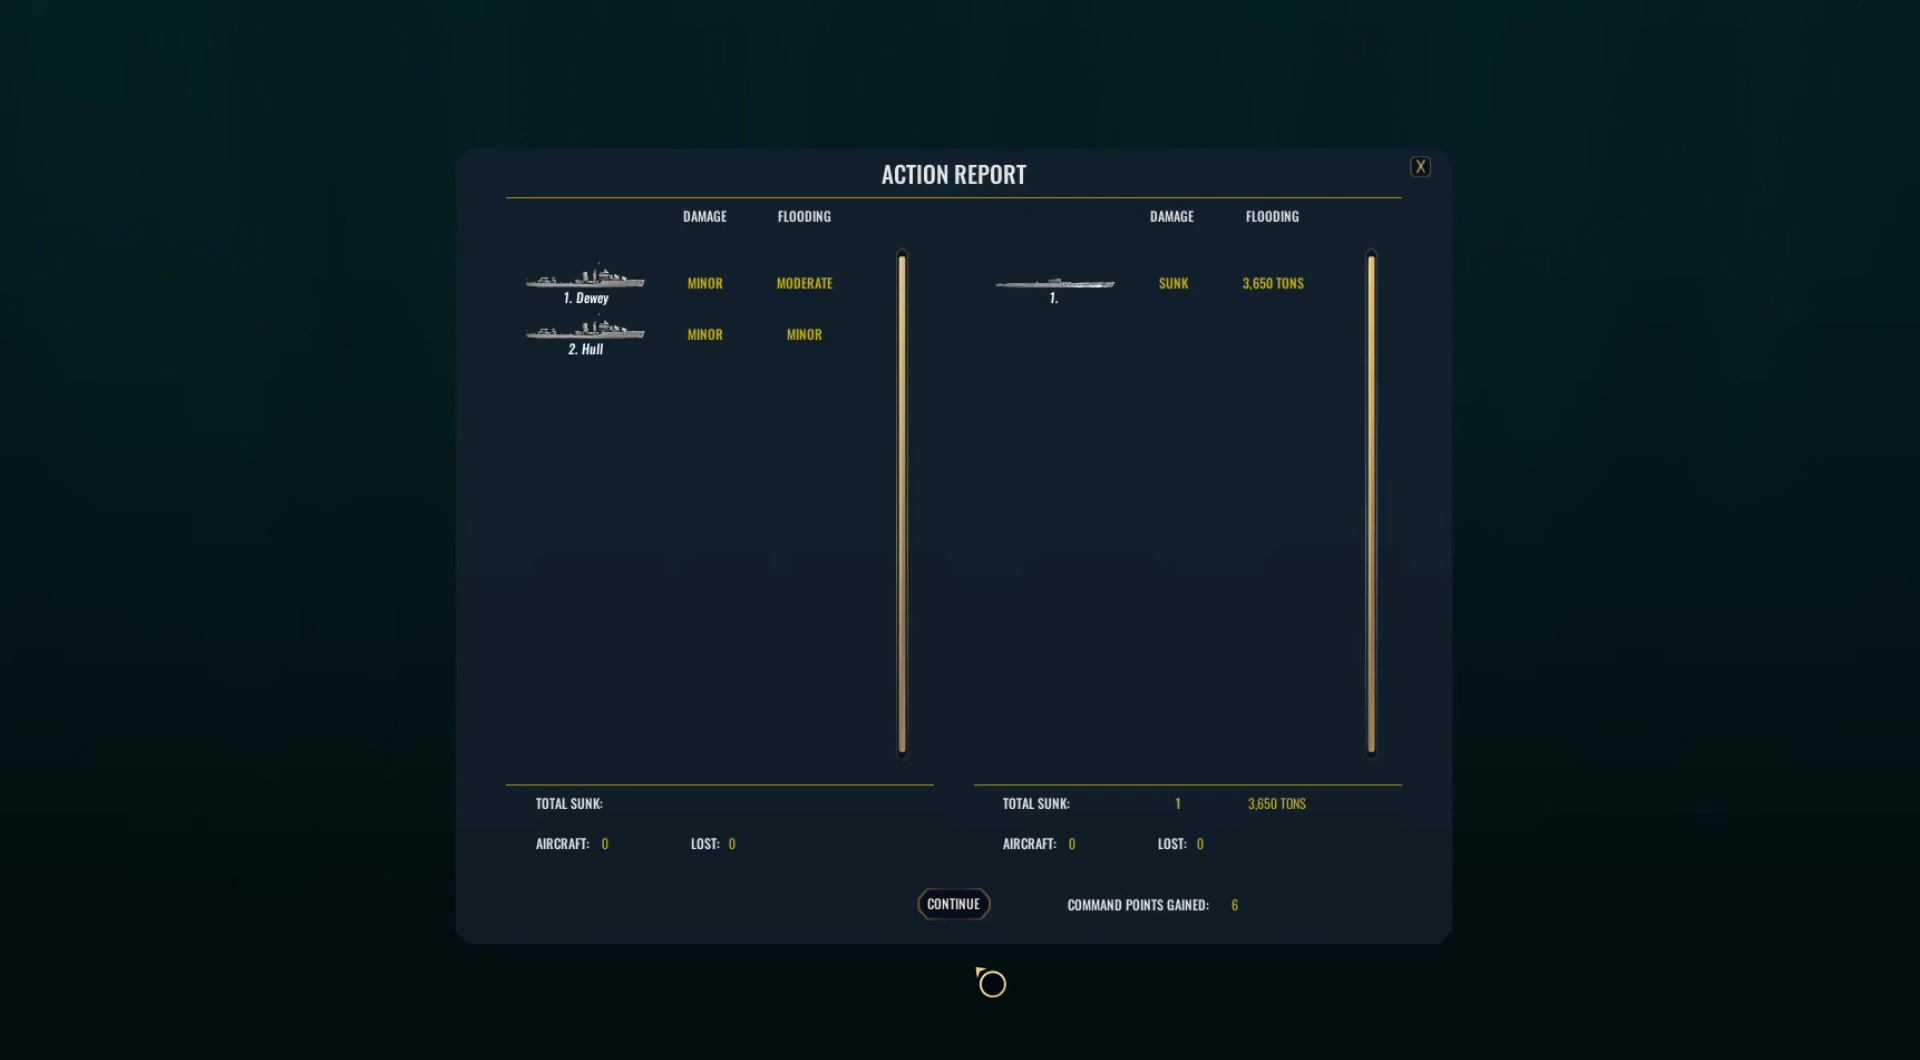 ACTION REPORT
X
DAMAGE FLOODING
1. Dewey MINOR MODERATE
2. Hull MINOR MINOR
TOTAL SUNK:
AIRCRAFT: 0 LOST: 0
DAMAGE FLOODING
1. SUNK 3,650 TONS
TOTAL SUNK: 1 3,650 TONS
AIRCRAFT: 0 LOST: 0
CONTINUE
COMMAND POINTS GAINED: 6